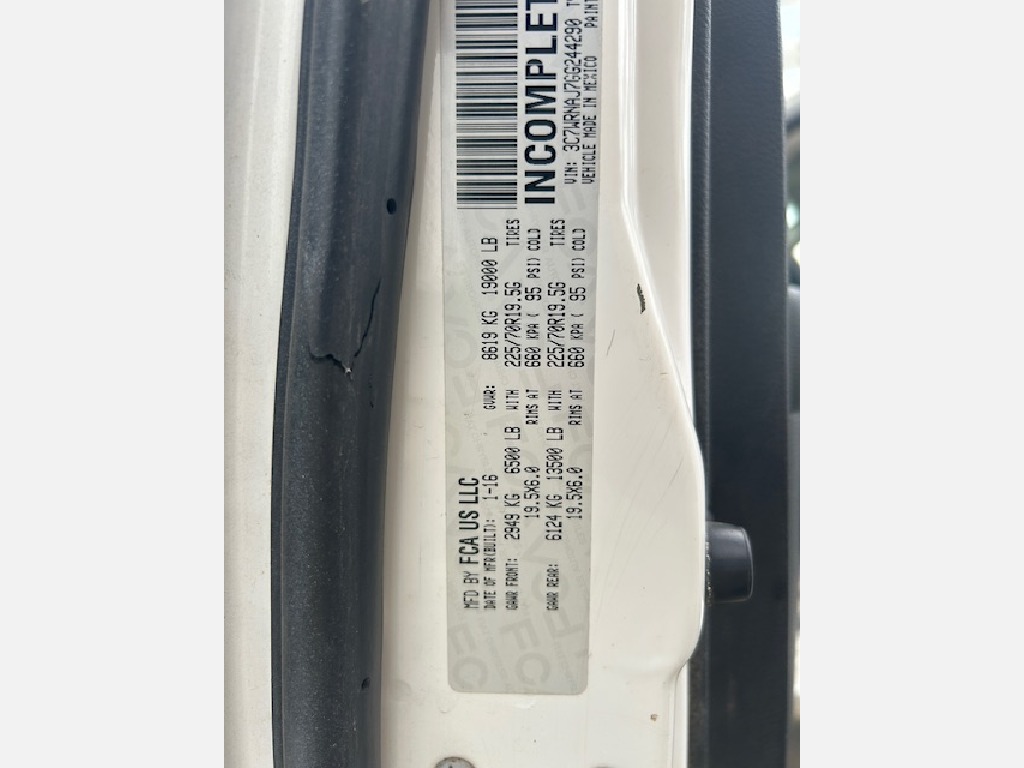 MFD BY FCA US LLC
DATE OF MFR(BUILT): 1-16 GVWR: 8619 KG 19000 LB
GAWR FRONT: 2949 KG 6500 LB WITH 225/70R19.5G TIRES
19.5X6.0 RIMS AT 660 KPA ( 95 PSI) COLD
GAWR REAR: 6124 KG 13500 LB WITH 225/70R19.5G TIRES
19.5X6.0 RIMS AT 660 KPA ( 95 PSI) COLD
INCOMPLET
VIN: 3C7WRNAJ7GG244290
VEHICLE MADE IN MEXICO PAINT